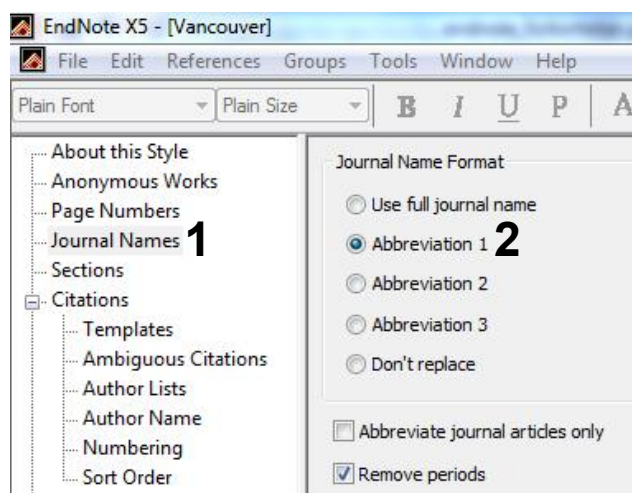 EndNote X5 - [Vancouver]
File Edit References Groups Tools Window Help
Plain Font Plain Size B I U P A
About this Style
Anonymous Works
Page Numbers
Journal Names 1
Sections
Citations
Templates
Ambiguous Citations
Author Lists
Author Name
Numbering
Sort Order
Journal Name Format
Use full journal name
Abbreviation 1 2
Abbreviation 2
Abbreviation 3
Don't replace
Abbreviate journal articles only
Remove periods